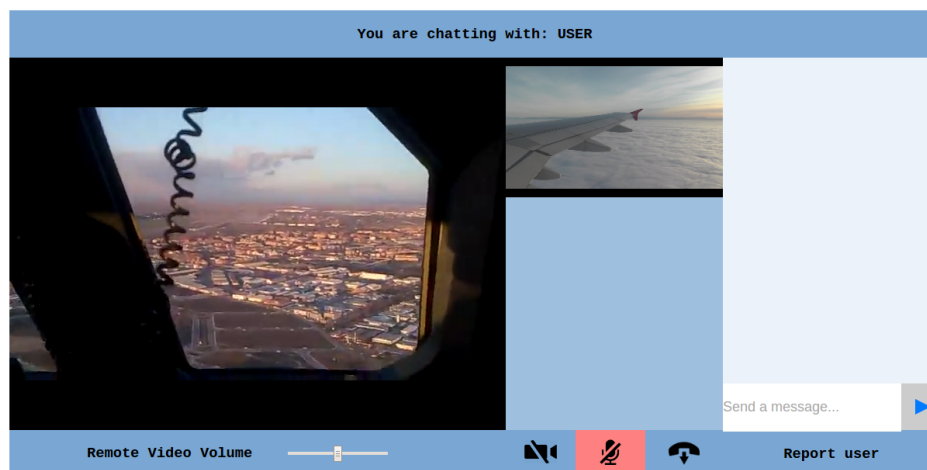 You are chatting with: USER
Send a message...
Remote Video Volume
Report user